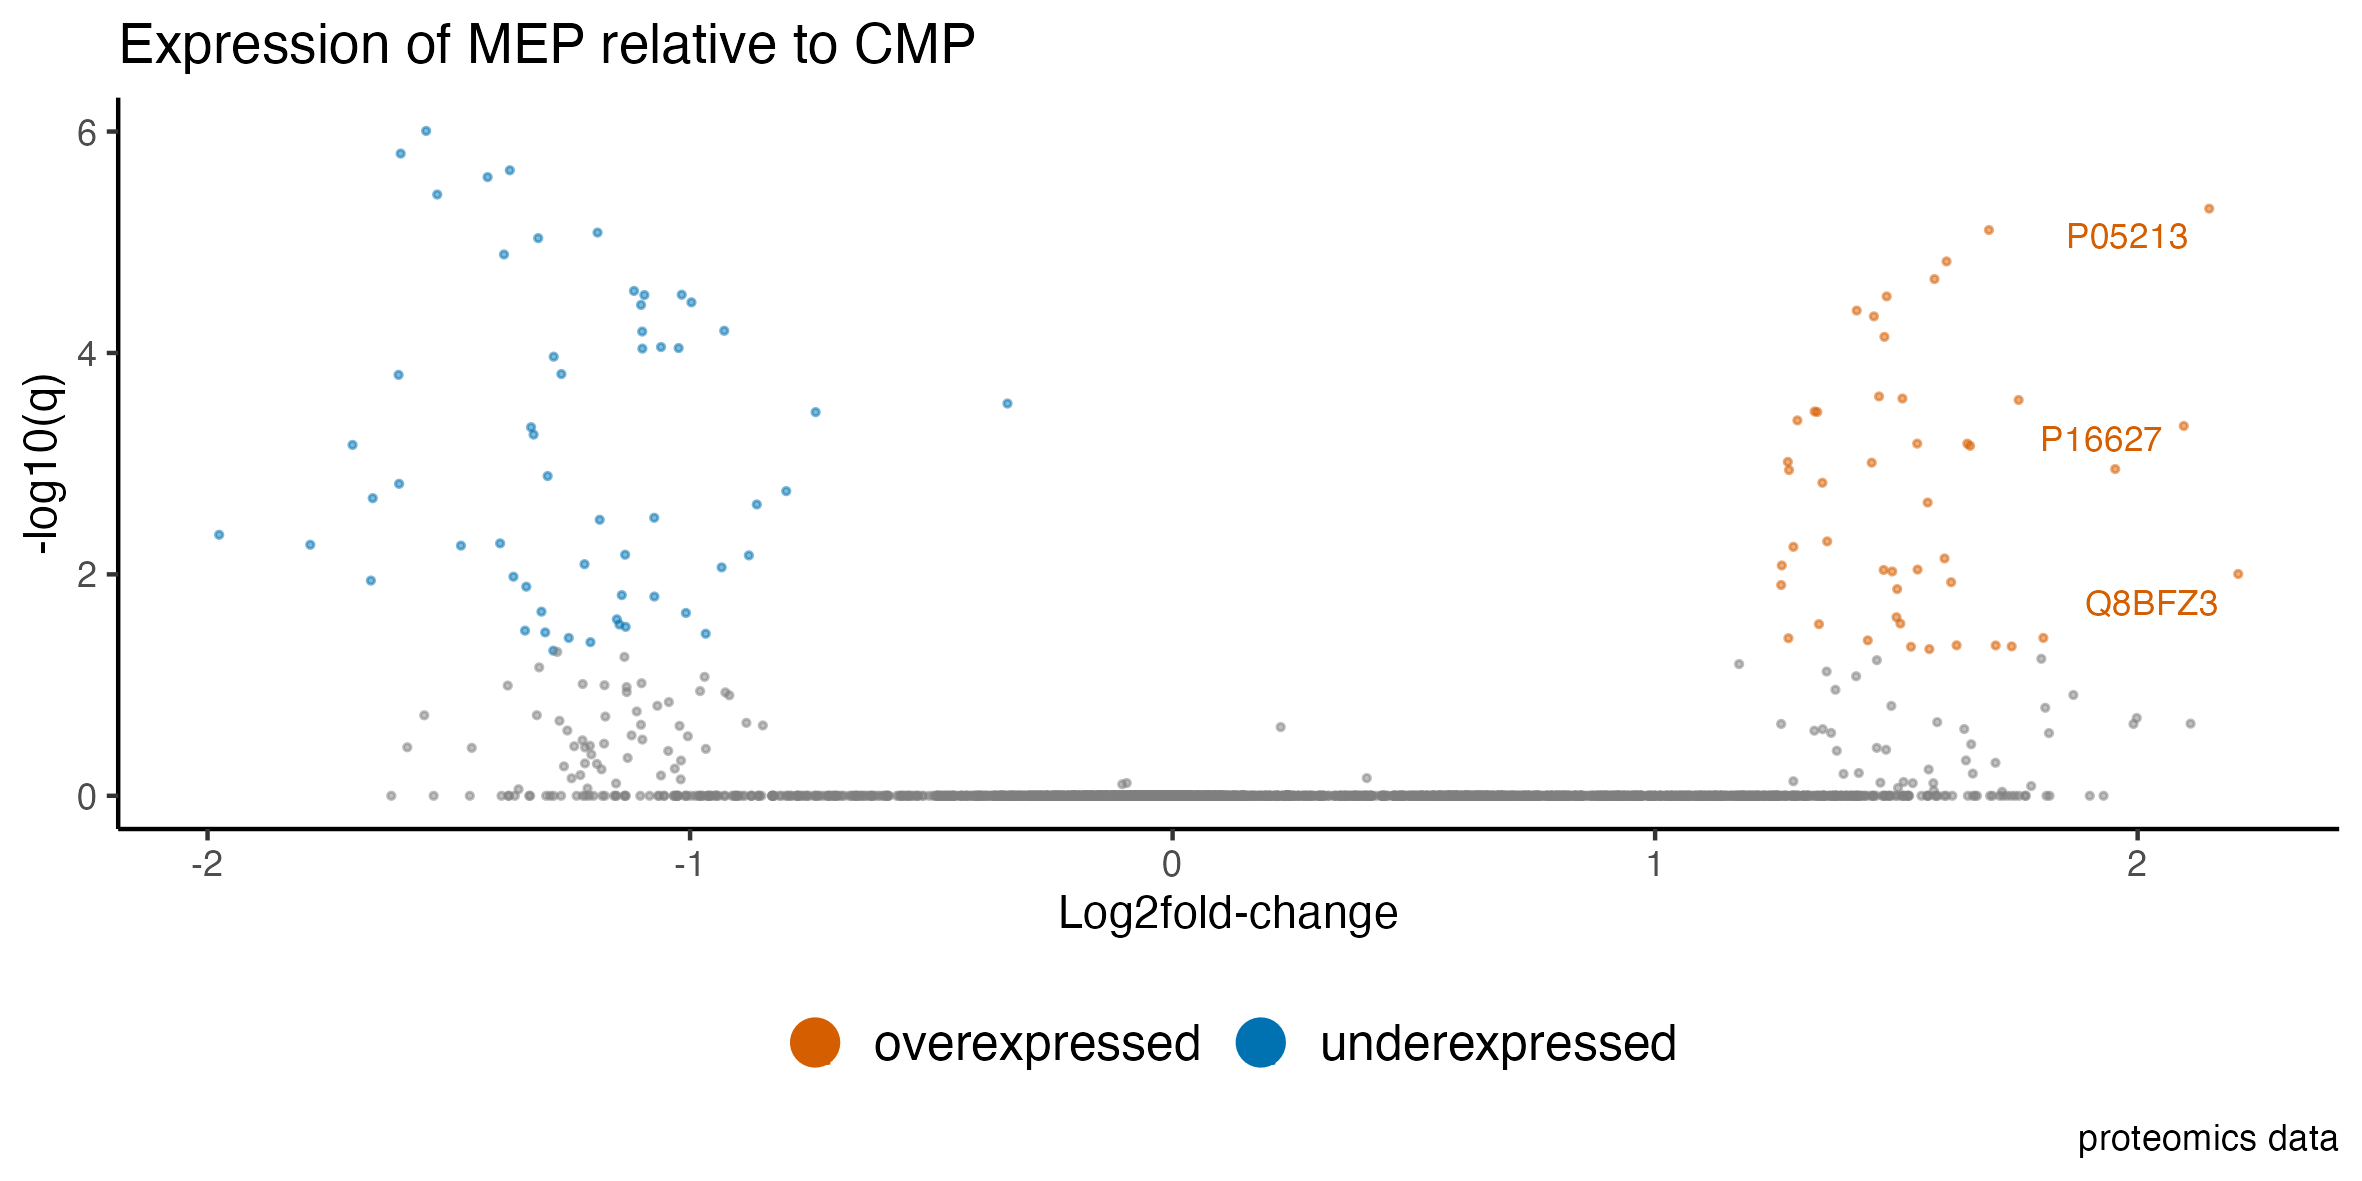 Expression of MEP relative to CMP
6
4
2
0
-log10(q)
P05213
P16627
Q8BFZ3
-2
-1
0
1
2
Log2fold-change
overexpressed
underexpressed
proteomics data